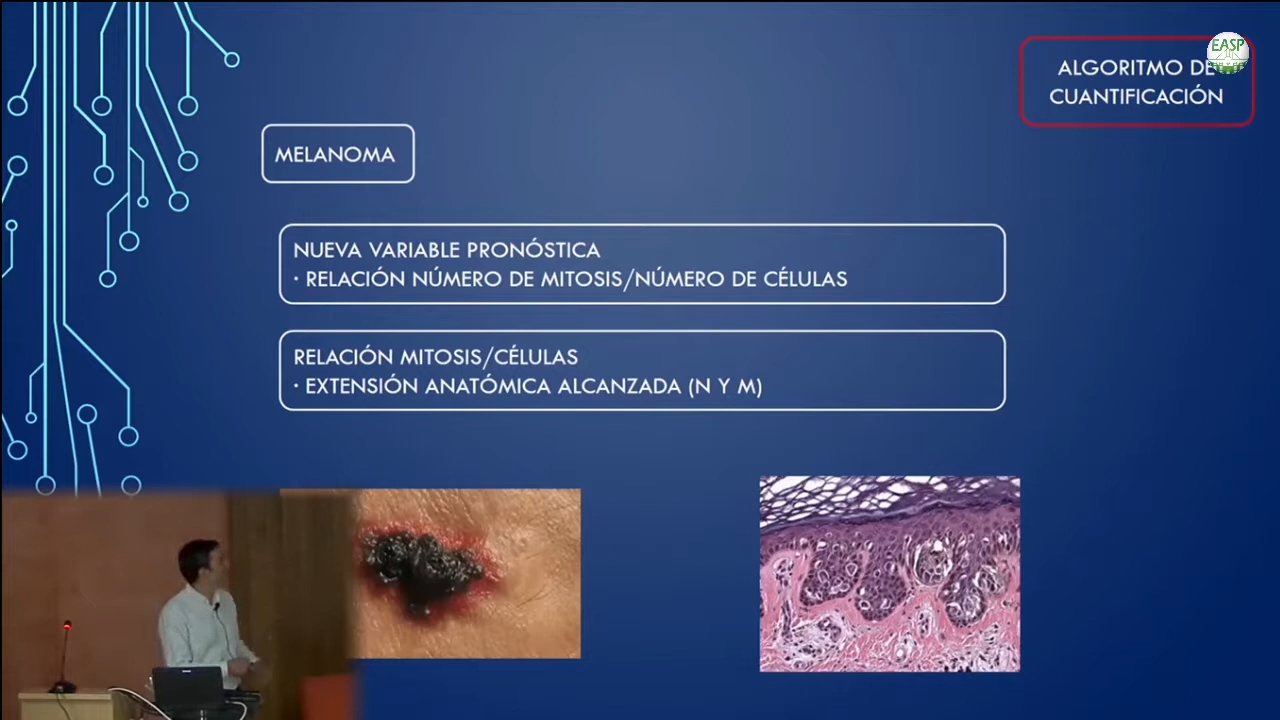 EASP
ALGORITMO DE
CUANTIFICACIÓN
MELANOMA
NUEVA VARIABLE PRONÓSTICA
· RELACIÓN NÚMERO DE MITOSIS/NÚMERO DE CÉLULAS
RELACIÓN MITOSIS/CÉLULAS
· EXTENSIÓN ANATÓMICA ALCANZADA (N Y M)